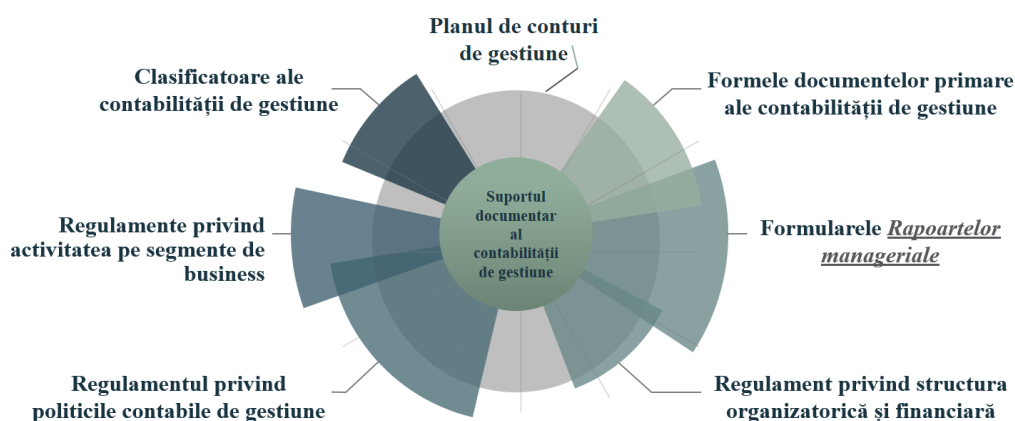 Planul de conturi
de gestiune
Clasificatoare ale
contabilității de gestiune
Formele documentelor primare
ale contabilității de gestiune
Suportul
documentar
al
contabilității
de gestiune
Regulamente privind
activitatea pe segmente de
business
Formularele Rapoartelor
manageriale
Regulamentul privind
politicile contabile de gestiune
Regulament privind structura
organizatorică și financiară